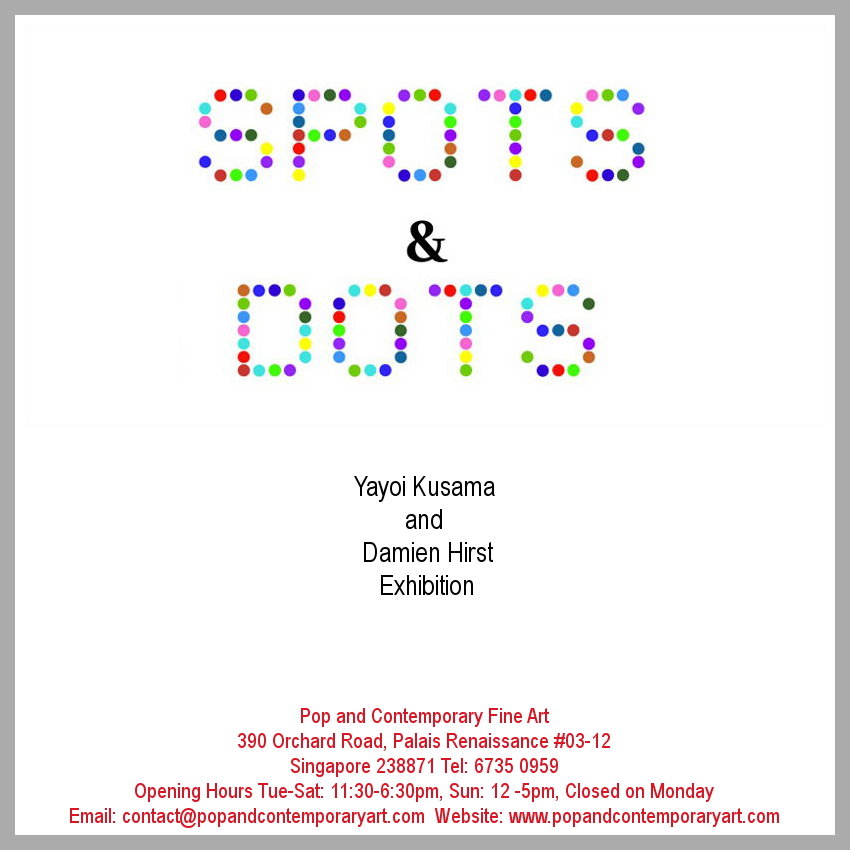 SPOTS
&
DOTS
Yayoi Kusama
and
Damien Hirst
Exhibition
Pop and Contemporary Fine Art
390 Orchard Road, Palais Renaissance #03-12
Singapore 238871 Tel: 6735 0959
Opening Hours Tue-Sat: 11:30-6:30pm, Sun: 12 -5pm, Closed on Monday
Email: contact@popandcontemporaryart.com Website: www.popandcontemporaryart.com